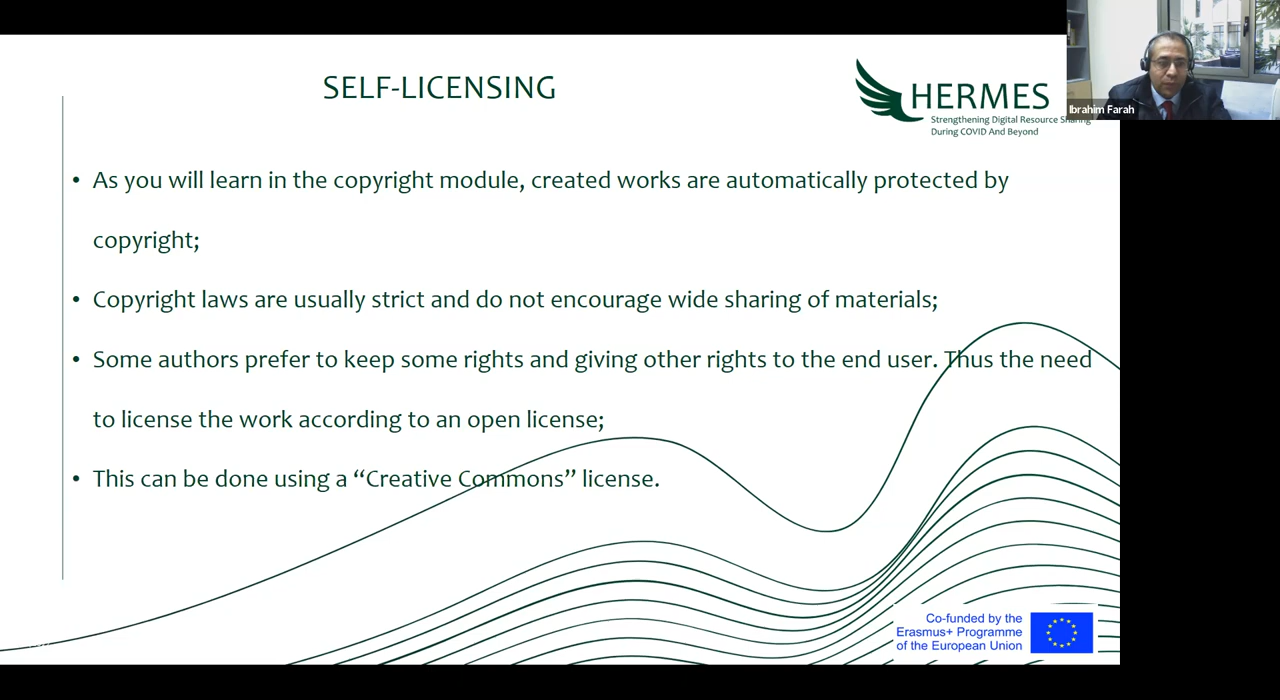 SELF-LICENSING
HERMES
Strengthening Digital Resource Sharing
During COVID And Beyond
Ibrahim Farah
• As you will learn in the copyright module, created works are automatically protected by
copyright;
• Copyright laws are usually strict and do not encourage wide sharing of materials;
• Some authors prefer to keep some rights and giving other rights to the end user. Thus the need
to license the work according to an open license;
• This can be done using a “Creative Commons” license.
Co-funded by the
Erasmus+ Programme
of the European Union